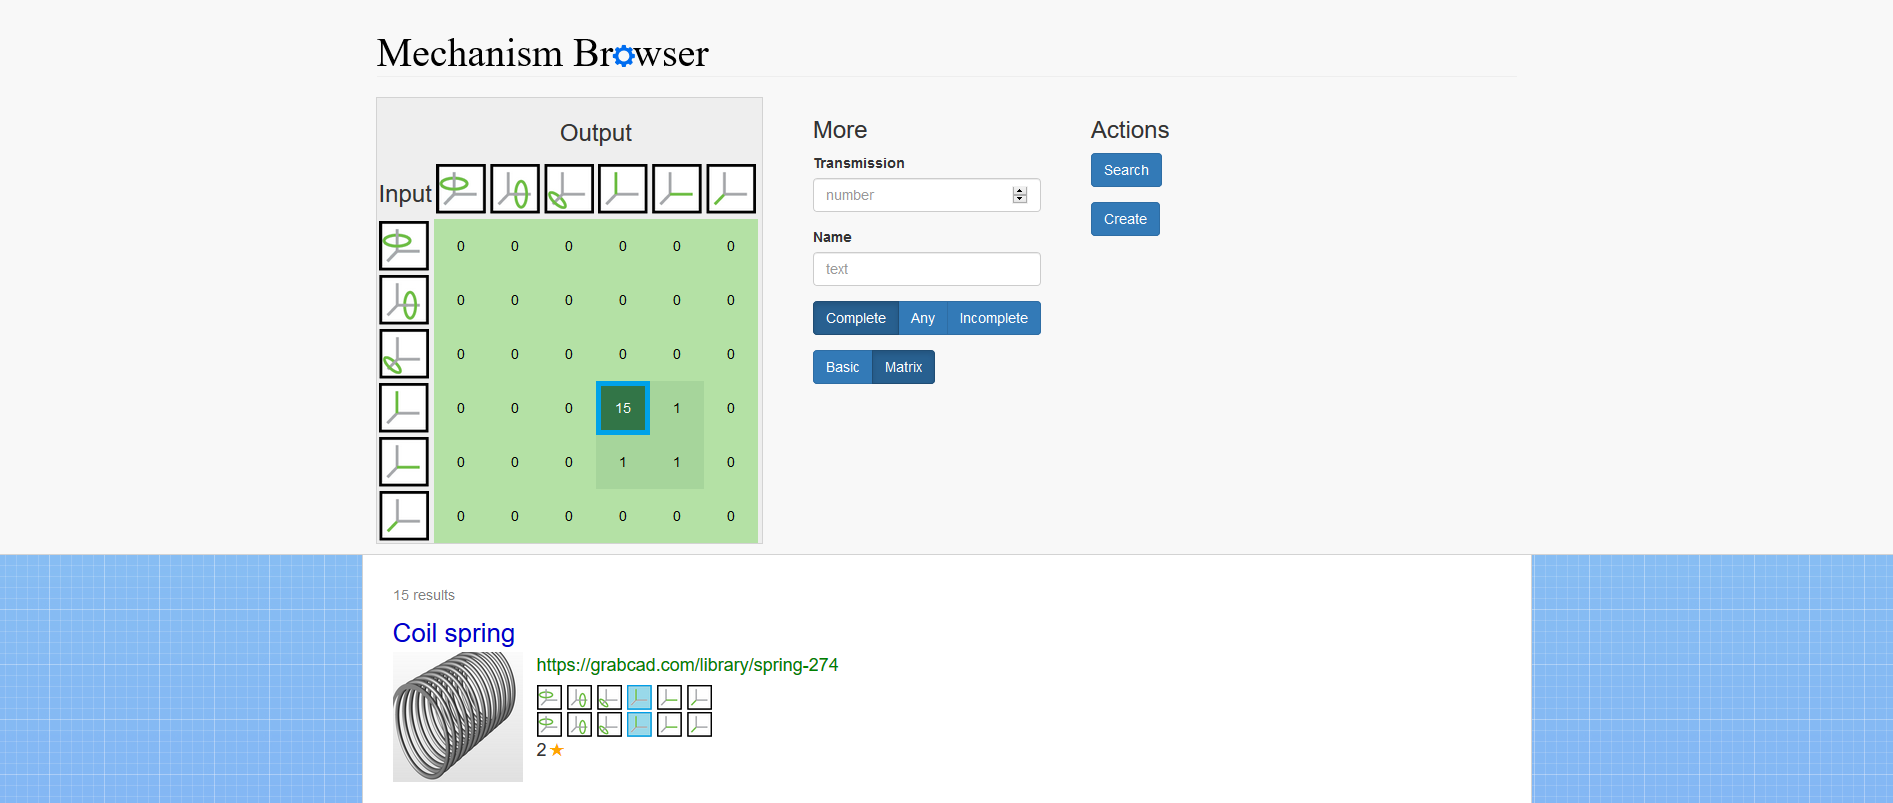 Mechanism Browser
Output
Input
0 0 0 0 0 0
0 0 0 0 0 0
0 0 0 0 0 0
0 0 0 15 1 0
0 0 0 1 1 0
0 0 0 0 0 0
More
Transmission
number
Name
text
Complete Any Incomplete
Basic Matrix
Actions
Search
Create
15 results
Coil spring
https://grabcad.com/library/spring-274
2★